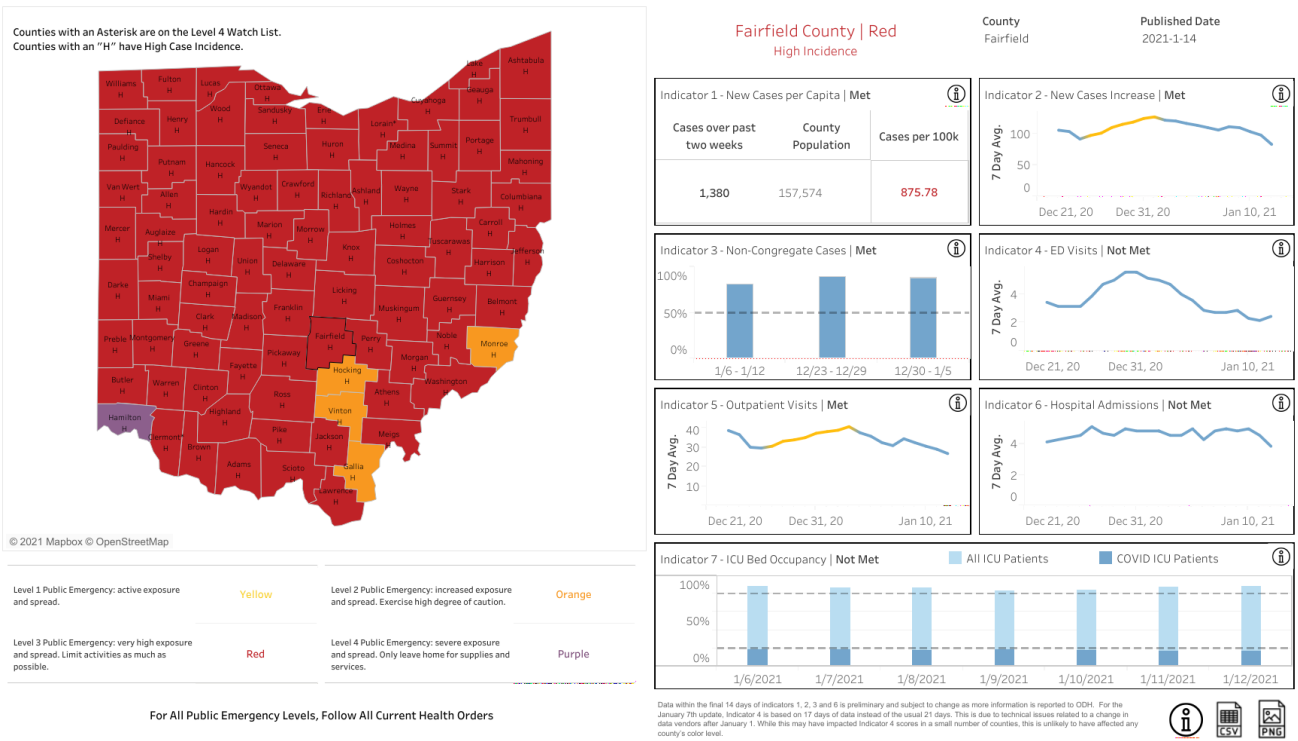 Counties with an Asterisk are on the Level 4 Watch List.
Counties with an "H" have High Case Incidence.
Williams
H
Fulton
H
Lucas
H
Ottawa
H
Lake
H
Ashtabula
H
Geauga
H
Cuyahoga
H
Defiance
H
Henry
H
Wood
H
Sandusky
H
Erie
H
Lorain*
H
Trumbull
H
Paulding
H
Putnam
H
Hancock
H
Seneca
H
Huron
H
Medina
H
Summit
H
Portage
H
Mahoning
H
Van Wert
H
Allen
H
Wyandot
H
Crawford
H
Richland
H
Ashland
H
Wayne
H
Stark
H
Columbiana
H
Mercer
H
Auglaize
H
Hardin
H
Marion
H
Morrow
H
Holmes
H
Tuscarawas
H
Carroll
H
Jefferson
H
Shelby
H
Logan
H
Union
H
Delaware
H
Knox
H
Coshocton
H
Harrison
H
Darke
H
Miami
H
Champaign
H
Clark
H
Madison
H
Franklin
H
Licking
H
Muskingum
H
Guernsey
H
Belmont
H
Preble
H
Montgomery
H
Greene
H
Fayette
H
Pickaway
H
Fairfield
H
Perry
H
Morgan
H
Noble
H
Monroe
H
Butler
H
Warren
H
Clinton
H
Ross
H
Hocking
H
Athens
H
Washington
H
Hamilton
H
Clermont*
H
Highland
H
Vinton
H
Brown
H
Adams
H
Pike
H
Jackson
H
Meigs
H
Scioto
H
Gallia
H
Lawrence
H
© 2021 Mapbox © OpenStreetMap
Level 1 Public Emergency: active exposure
and spread.
Yellow
Level 2 Public Emergency: increased exposure
and spread. Exercise high degree of caution.
Orange
Level 3 Public Emergency: very high exposure
and spread. Limit activities as much as
possible.
Red
Level 4 Public Emergency: severe exposure
and spread. Only leave home for supplies and
services.
Purple
For All Public Emergency Levels, Follow All Current Health Orders
Fairfield County | Red
High Incidence
County
Fairfield
Published Date
2021-1-14
Indicator 1 - New Cases per Capita | Met
Cases over past
two weeks
County
Population
Cases per 100k
1,380
157,574
875.78
Indicator 2 - New Cases Increase | Met
7 Day Avg.
100
50
0
Dec 21, 20
Dec 31, 20
Jan 10, 21
Indicator 3 - Non-Congregate Cases | Met
100%
50%
0%
1/6 - 1/12
12/23 - 12/29
12/30 - 1/5
Indicator 4 - ED Visits | Not Met
7 Day Avg.
4
2
0
Dec 21, 20
Dec 31, 20
Jan 10, 21
Indicator 5 - Outpatient Visits | Met
7 Day Avg.
40
30
20
10
Dec 21, 20
Dec 31, 20
Jan 10, 21
Indicator 6 - Hospital Admissions | Not Met
7 Day Avg.
4
2
0
Dec 21, 20
Dec 31, 20
Jan 10, 21
Indicator 7 - ICU Bed Occupancy | Not Met
All ICU Patients
COVID ICU Patients
100%
50%
0%
1/6/2021
1/7/2021
1/8/2021
1/9/2021
1/10/2021
1/11/2021
1/12/2021
Data within the final 14 days of indicators 1, 2, 3 and 6 is preliminary and subject to change as more information is reported to ODH. For the
January 7th update, Indicator 4 is based on 17 days of data instead of the usual 21 days. This is due to technical issues related to a change in
data vendors after January 1. While this may have impacted Indicator 4 scores in a small number of counties, this is unlikely to have affected any
county's color level.
CSV
PNG